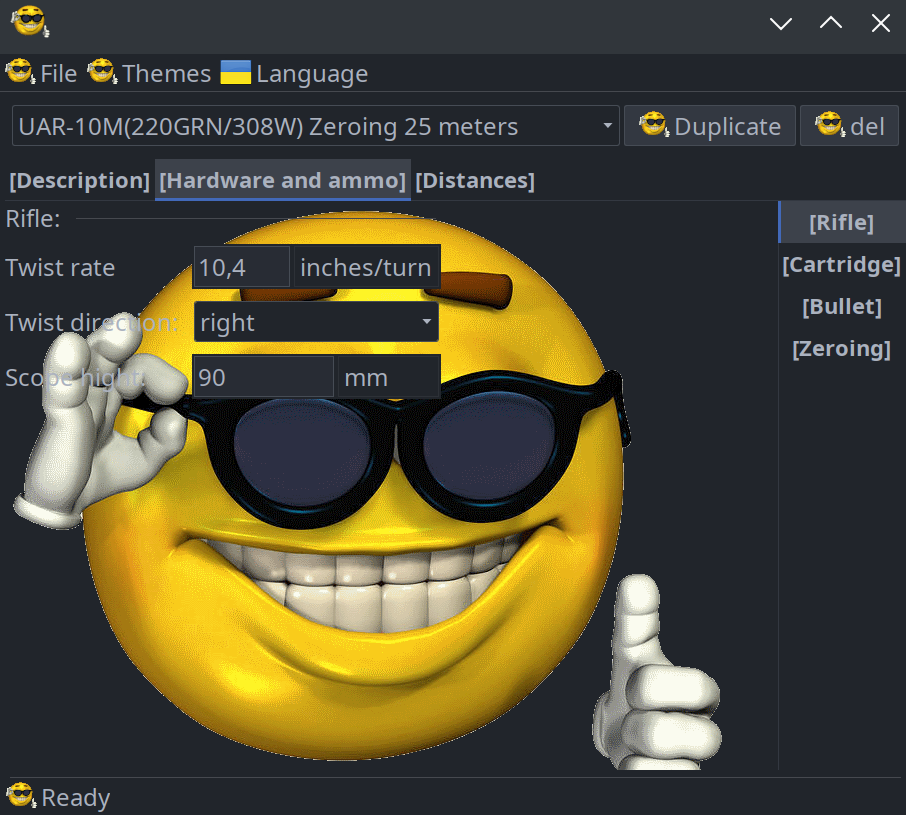 File Themes Language
UAR-10M(220GRN/308W) Zeroing 25 meters Duplicate del
[Description] [Hardware and ammo] [Distances]
Rifle:
Twist rate 10,4 inches/turn
Twist direction: right
Scope hight: 90 mm
[Rifle]
[Cartridge]
[Bullet]
[Zeroing]
Ready